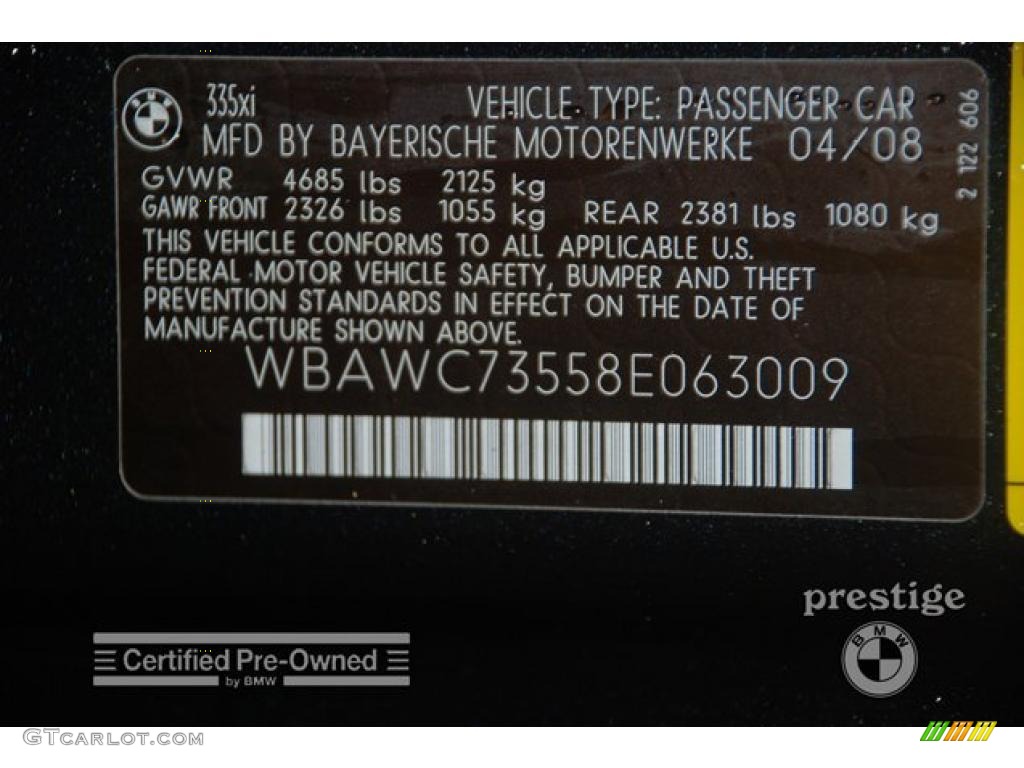 335xi VEHICLE TYPE: PASSENGER CAR
MFD BY BAYERISCHE MOTORENWERKE 04/08
GVWR 4685 lbs 2125 kg
GAWR FRONT 2326 lbs 1055 kg REAR 2381 lbs 1080 kg
THIS VEHICLE CONFORMS TO ALL APPLICABLE U.S.
FEDERAL MOTOR VEHICLE SAFETY, BUMPER AND THEFT
PREVENTION STANDARDS IN EFFECT ON THE DATE OF
MANUFACTURE SHOWN ABOVE.
WBAWC73558E063009
2 122 606
prestige
BMW
Certified Pre-Owned
by BMW
GTCARLOT.COM